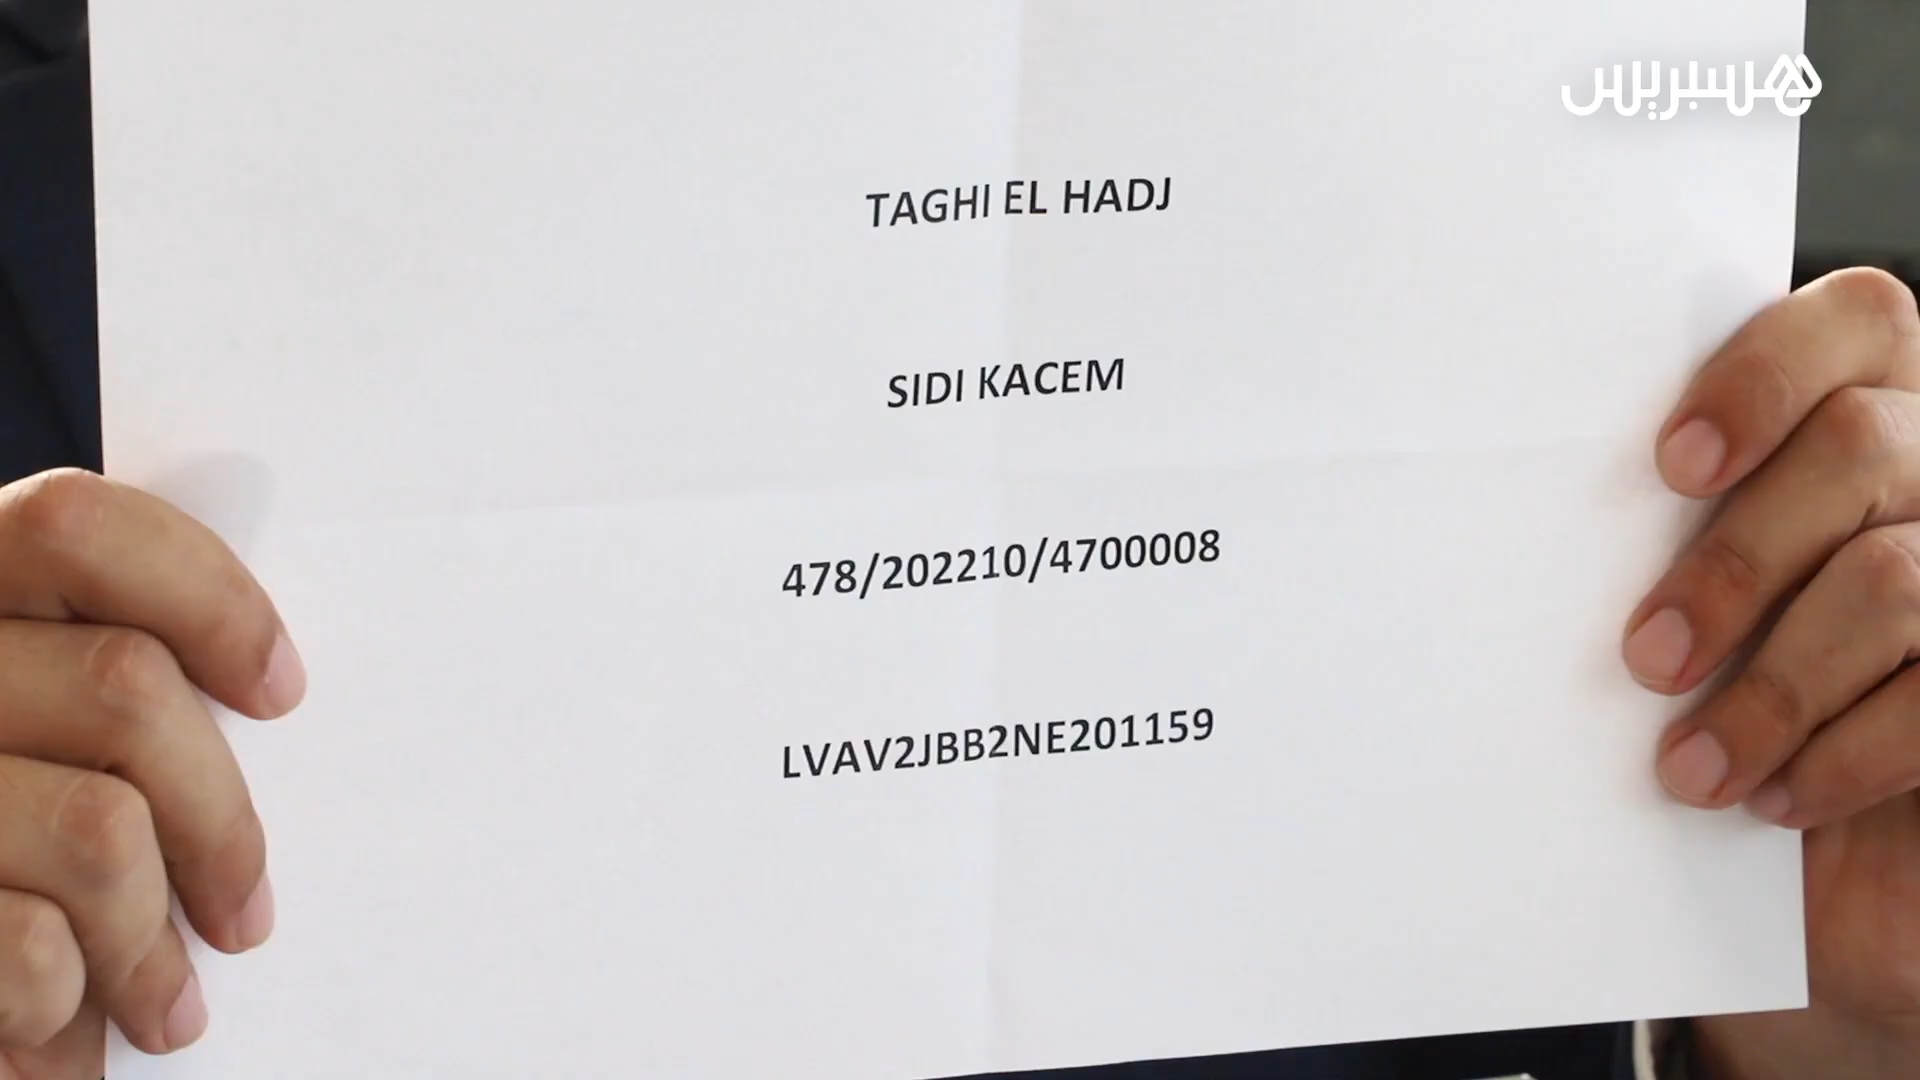 هسبريس
TAGHI EL HADJ
SIDI KACEM
478/202210/4700008
LVAV2JBB2NE201159